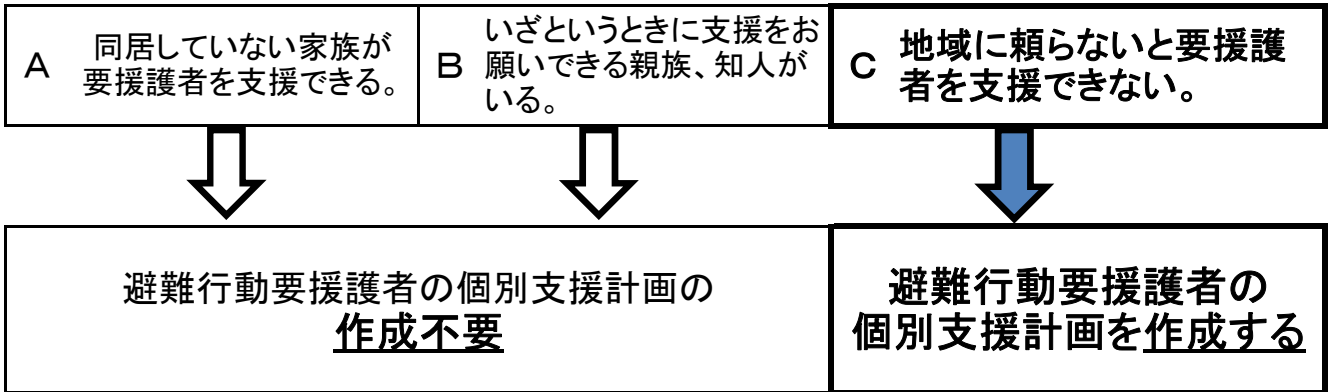 A
同居していない家族が
要援護者を支援できる。
B
いざというときに支援をお
願いできる親族、知人が
いる。
C
地域に頼らないと要援護
者を支援できない。
避難行動要援護者の個別支援計画の
作成不要
避難行動要援護者の
個別支援計画を作成する